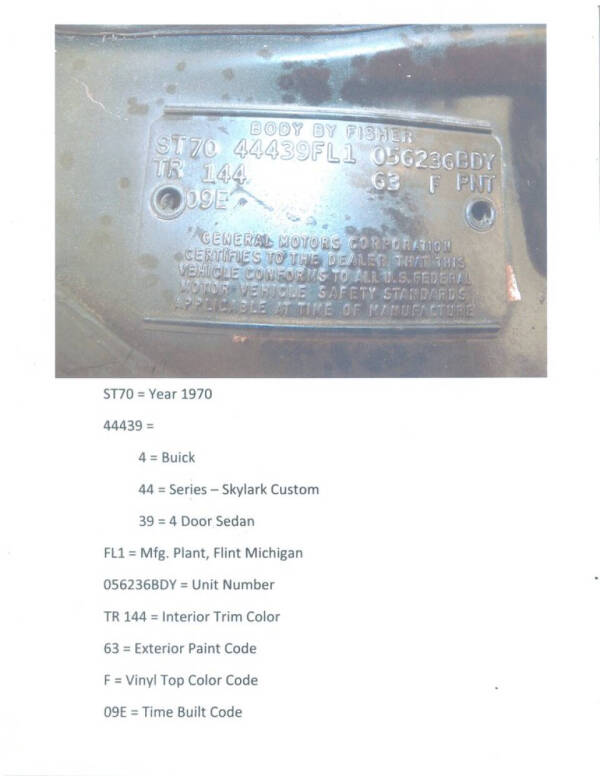 BODY BY FISHER
ST70 44439FL1 056236BDY
TR 144 63 F PNT
09E
GENERAL MOTORS CORPORATION
CERTIFIES TO THE DEALER THAT THIS
VEHICLE CONFORMS TO ALL U.S. FEDERAL
MOTOR VEHICLE SAFETY STANDARDS
APPLICABLE AT TIME OF MANUFACTURE
ST70 = Year 1970
44439 =
4 = Buick
44 = Series – Skylark Custom
39 = 4 Door Sedan
FL1 = Mfg. Plant, Flint Michigan
056236BDY = Unit Number
TR 144 = Interior Trim Color
63 = Exterior Paint Code
F = Vinyl Top Color Code
09E = Time Built Code